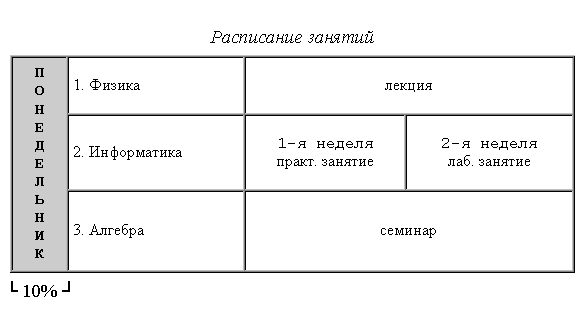 Расписание занятий
П
О
Н
Е
Д
Е
Л
Ь
Н
И
К
1. Физика
лекция
2. Информатика
1-я неделя
практ. занятие
2-я неделя
лаб. занятие
3. Алгебра
семинар
10%